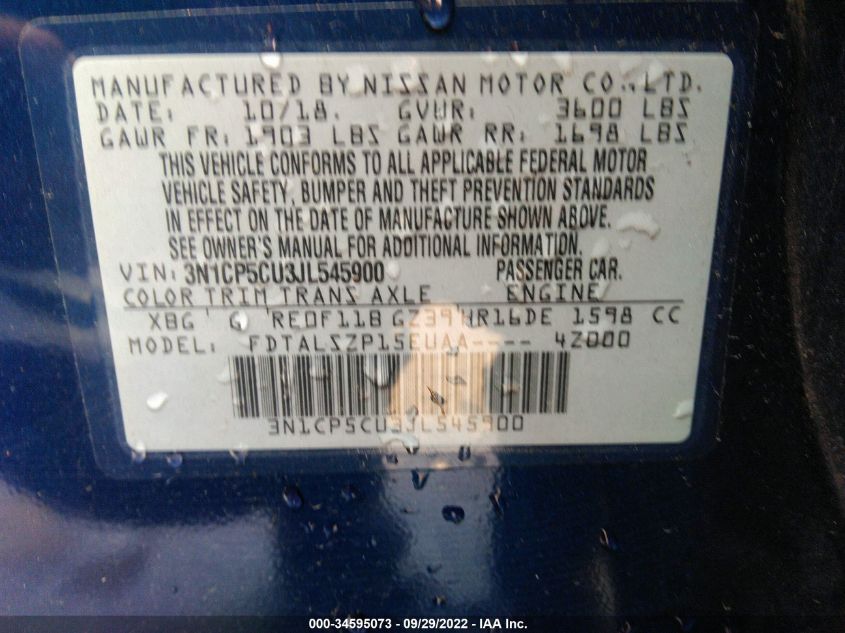 MANUFACTURED BY NISSAN MOTOR CO., LTD.
DATE: 10/18. GVWR: 3600 LBS
GAWR FR: 1903 LBS GAWR RR: 1698 LBS
THIS VEHICLE CONFORMS TO ALL APPLICABLE FEDERAL MOTOR
VEHICLE SAFETY, BUMPER AND THEFT PREVENTION STANDARDS
IN EFFECT ON THE DATE OF MANUFACTURE SHOWN ABOVE.
SEE OWNER'S MANUAL FOR ADDITIONAL INFORMATION.
VIN: 3N1CP5CU3JL545900 PASSENGER CAR.
COLOR TRIM TRANS AXLE ENGINE
XBG G RE0F11B GZ39 HR16DE 1598 CC
MODEL: FDTALSZP15EUAA---- 4Z000
3N1CP5CU3JL545900
000-34595073 - 09/29/2022 - IAA Inc.